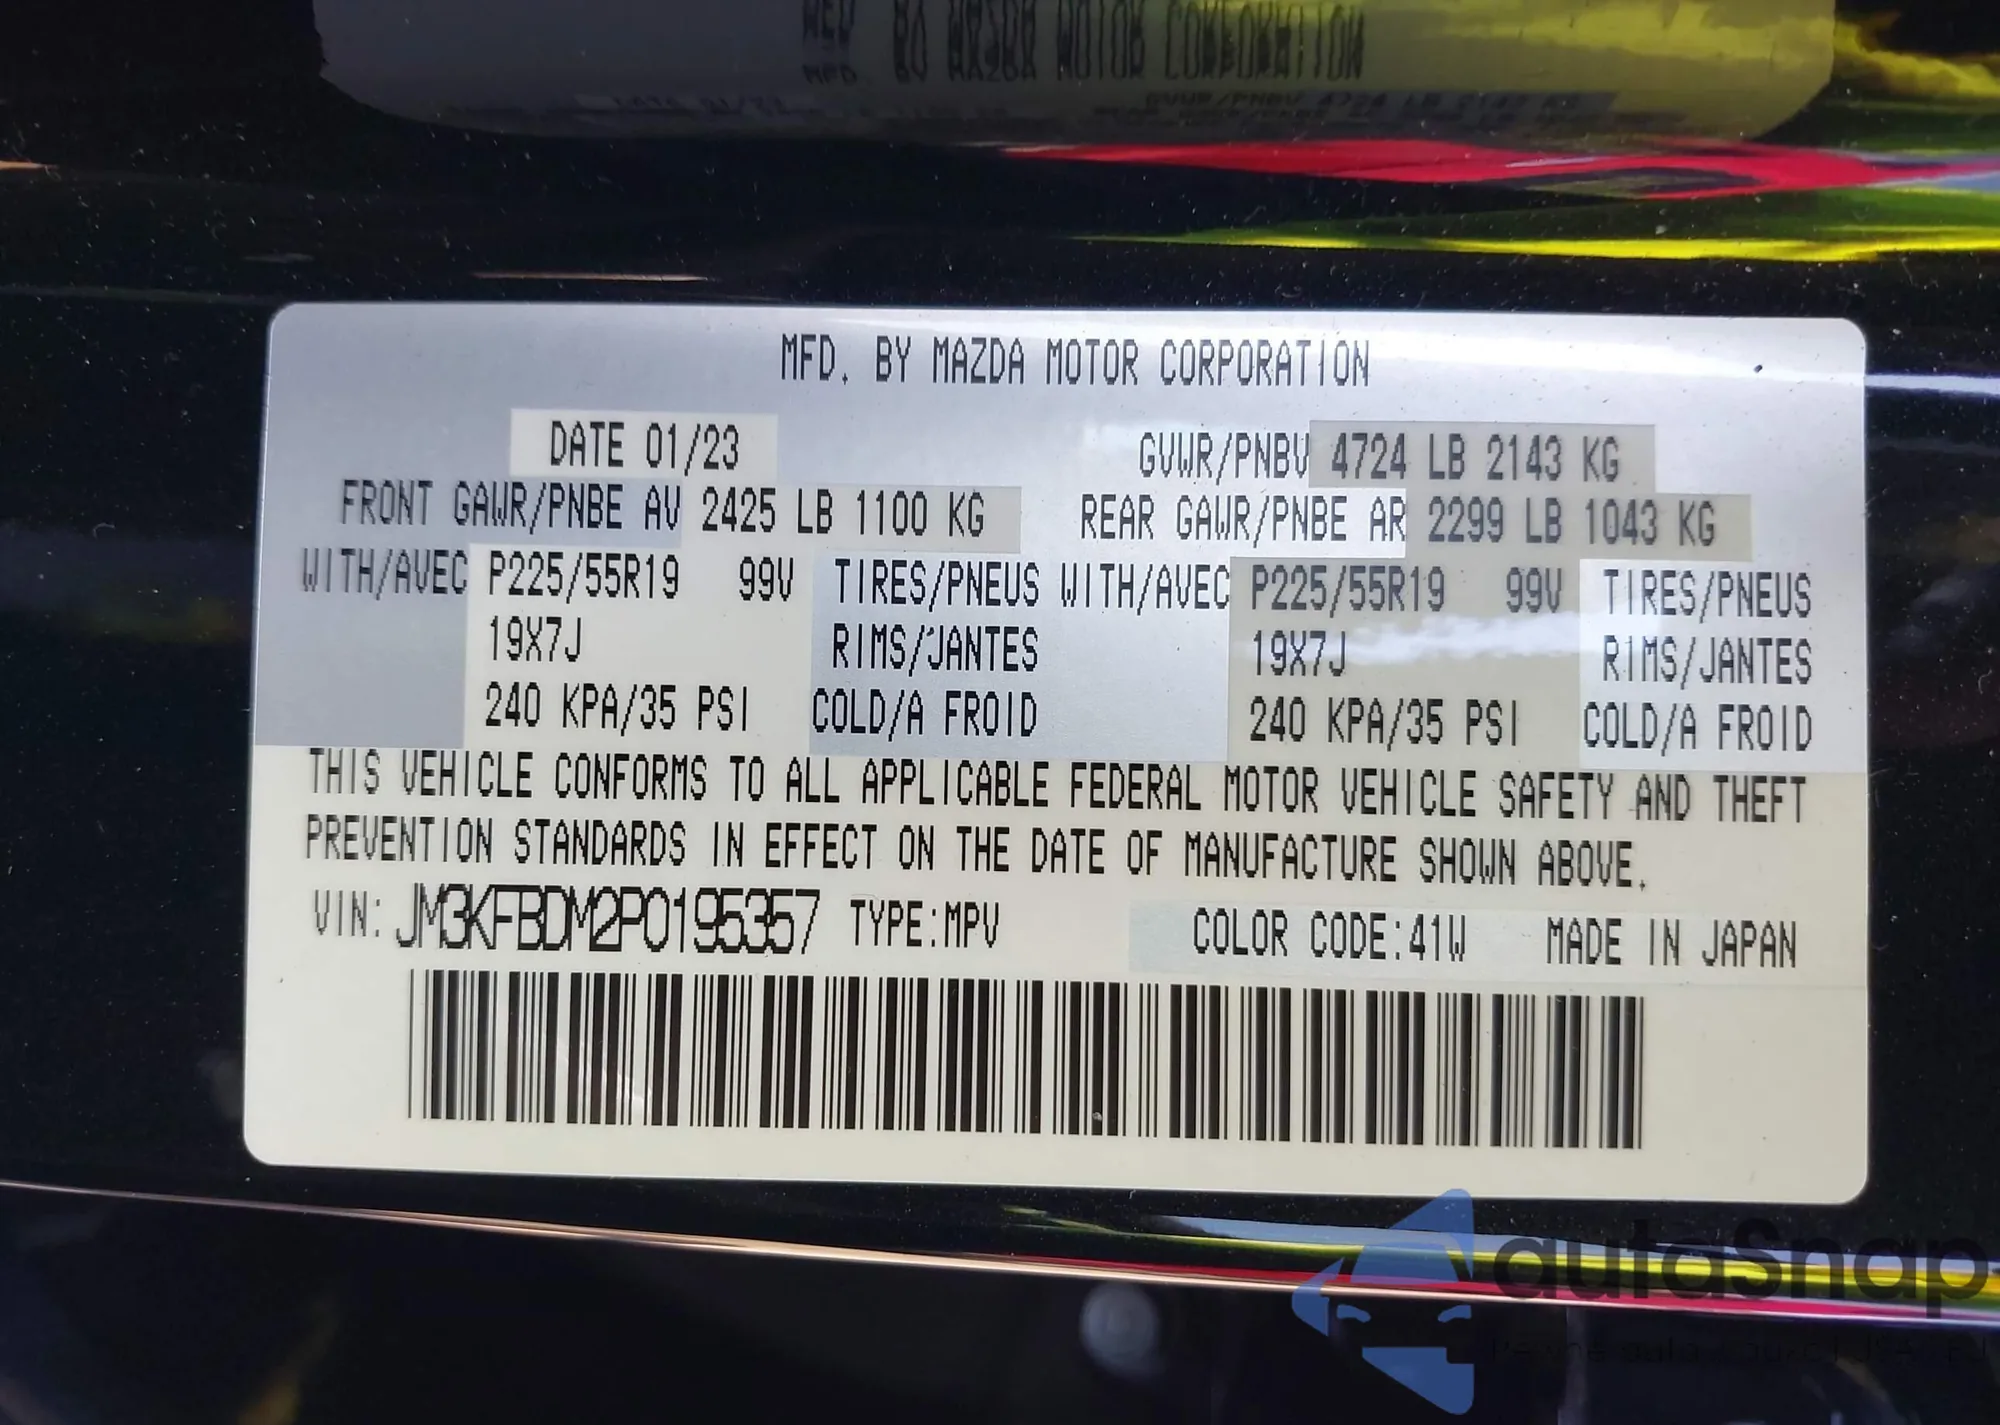 MFD. BY MAZDA MOTOR CORPORATION
DATE 01/23 GVWR/PNBV 4724 LB 2143 KG
FRONT GAWR/PNBE AV 2425 LB 1100 KG REAR GAWR/PNBE AR 2299 LB 1043 KG
WITH/AVEC P225/55R19 99V TIRES/PNEUS WITH/AVEC P225/55R19 99V TIRES/PNEUS
19X7J RIMS/JANTES 19X7J RIMS/JANTES
240 KPA/35 PSI COLD/A FROID 240 KPA/35 PSI COLD/A FROID
THIS VEHICLE CONFORMS TO ALL APPLICABLE FEDERAL MOTOR VEHICLE SAFETY AND THEFT
PREVENTION STANDARDS IN EFFECT ON THE DATE OF MANUFACTURE SHOWN ABOVE.
VIN: JM3KFBDM2P0195357 TYPE:MPV COLOR CODE:41W MADE IN JAPAN
autoSnap